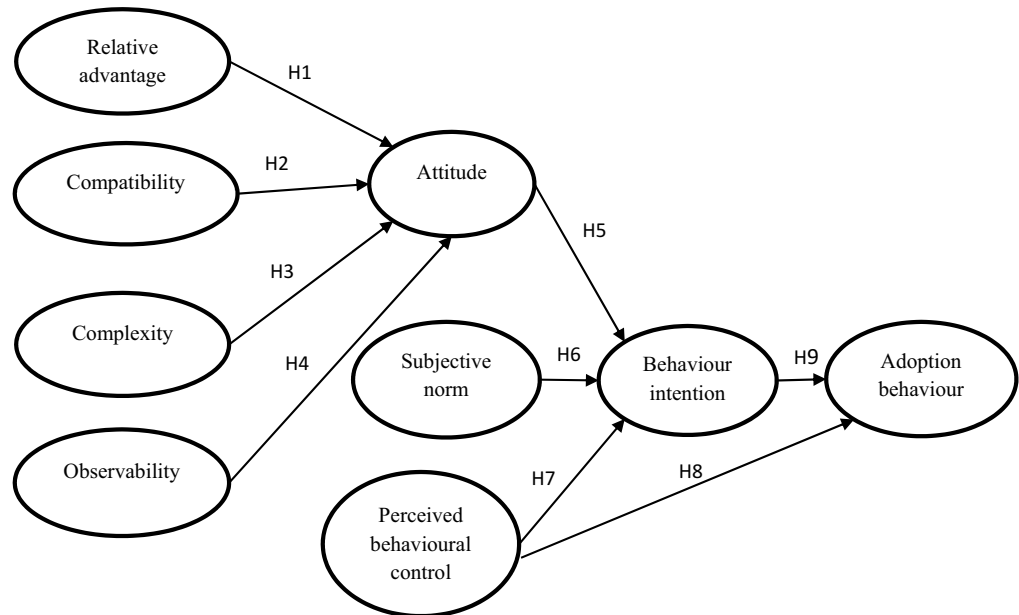 Relative
advantage
H1
Compatibility
H2
Attitude
H3
Complexity
H4
Observability
H5
Subjective
norm
H6
Behaviour
intention
H9
Adoption
behaviour
H7
H8
Perceived
behavioural
control